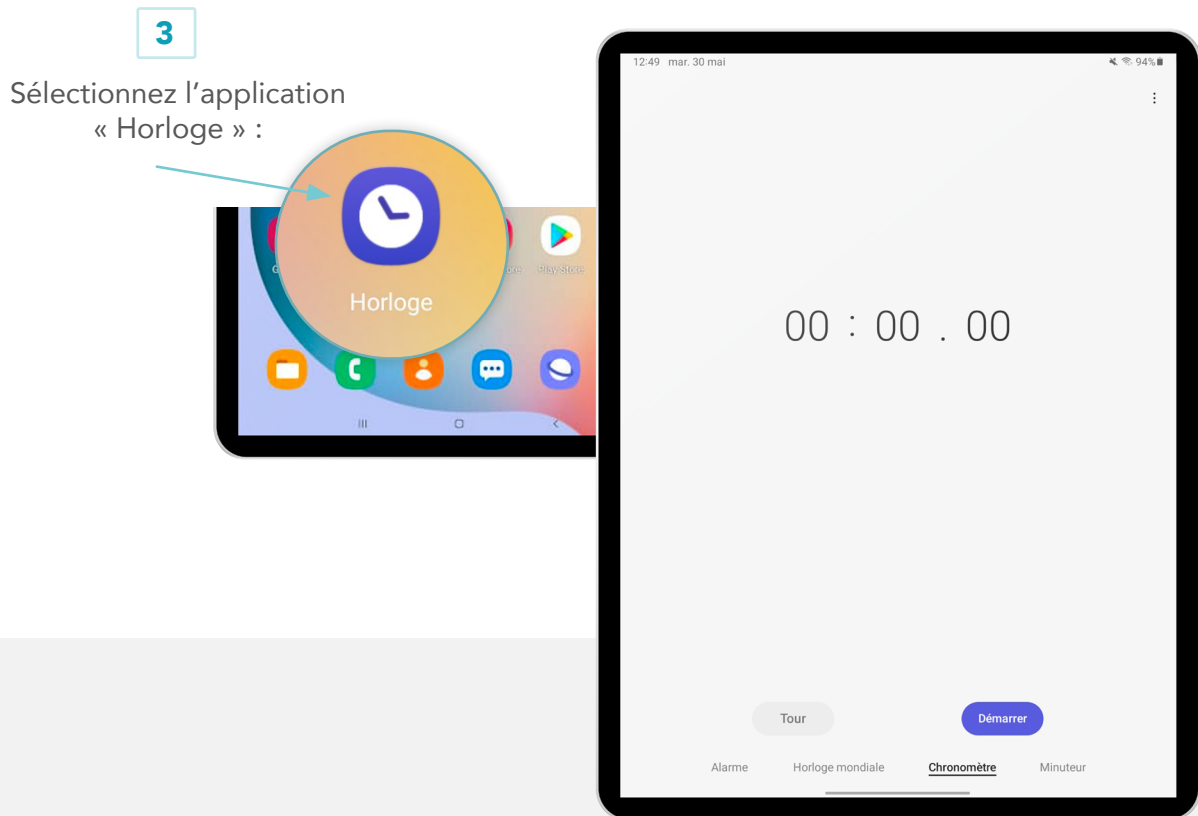 3
Sélectionnez l'application
« Horloge » :
Horloge
Play Store
12:49 mar. 30 mai
94%
00 : 00 . 00
Tour
Démarrer
Alarme
Horloge mondiale
Chronomètre
Minuteur